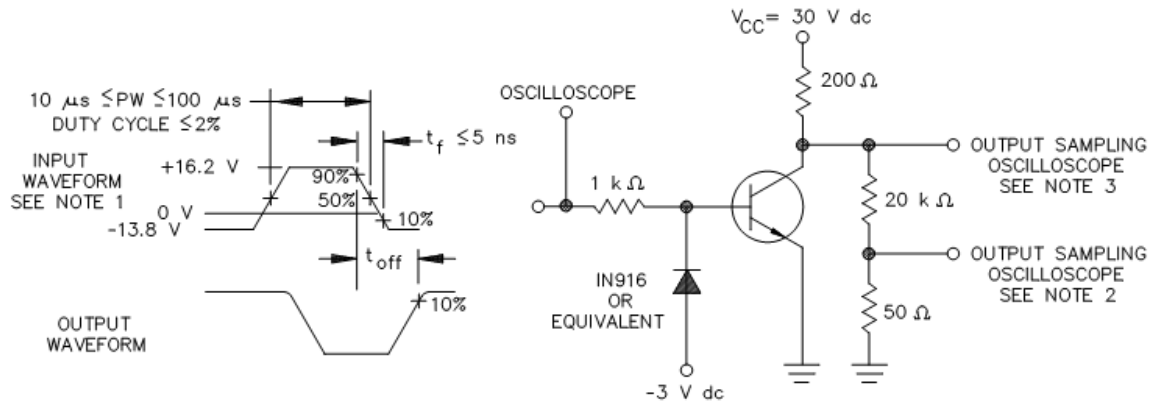 10 μs ≤PW ≤100 μs
DUTY CYCLE ≤2%
t_f ≤5 ns
INPUT
WAVEFORM
SEE NOTE 1
+16.2 V
0 V
-13.8 V
90%
50%
10%
t_off
10%
OUTPUT
WAVEFORM
V_CC= 30 V dc
200 Ω
OSCILLOSCOPE
1 k Ω
IN916
OR
EQUIVALENT
-3 V dc
OUTPUT SAMPLING
OSCILLOSCOPE
SEE NOTE 3
20 k Ω
OUTPUT SAMPLING
OSCILLOSCOPE
SEE NOTE 2
50 Ω